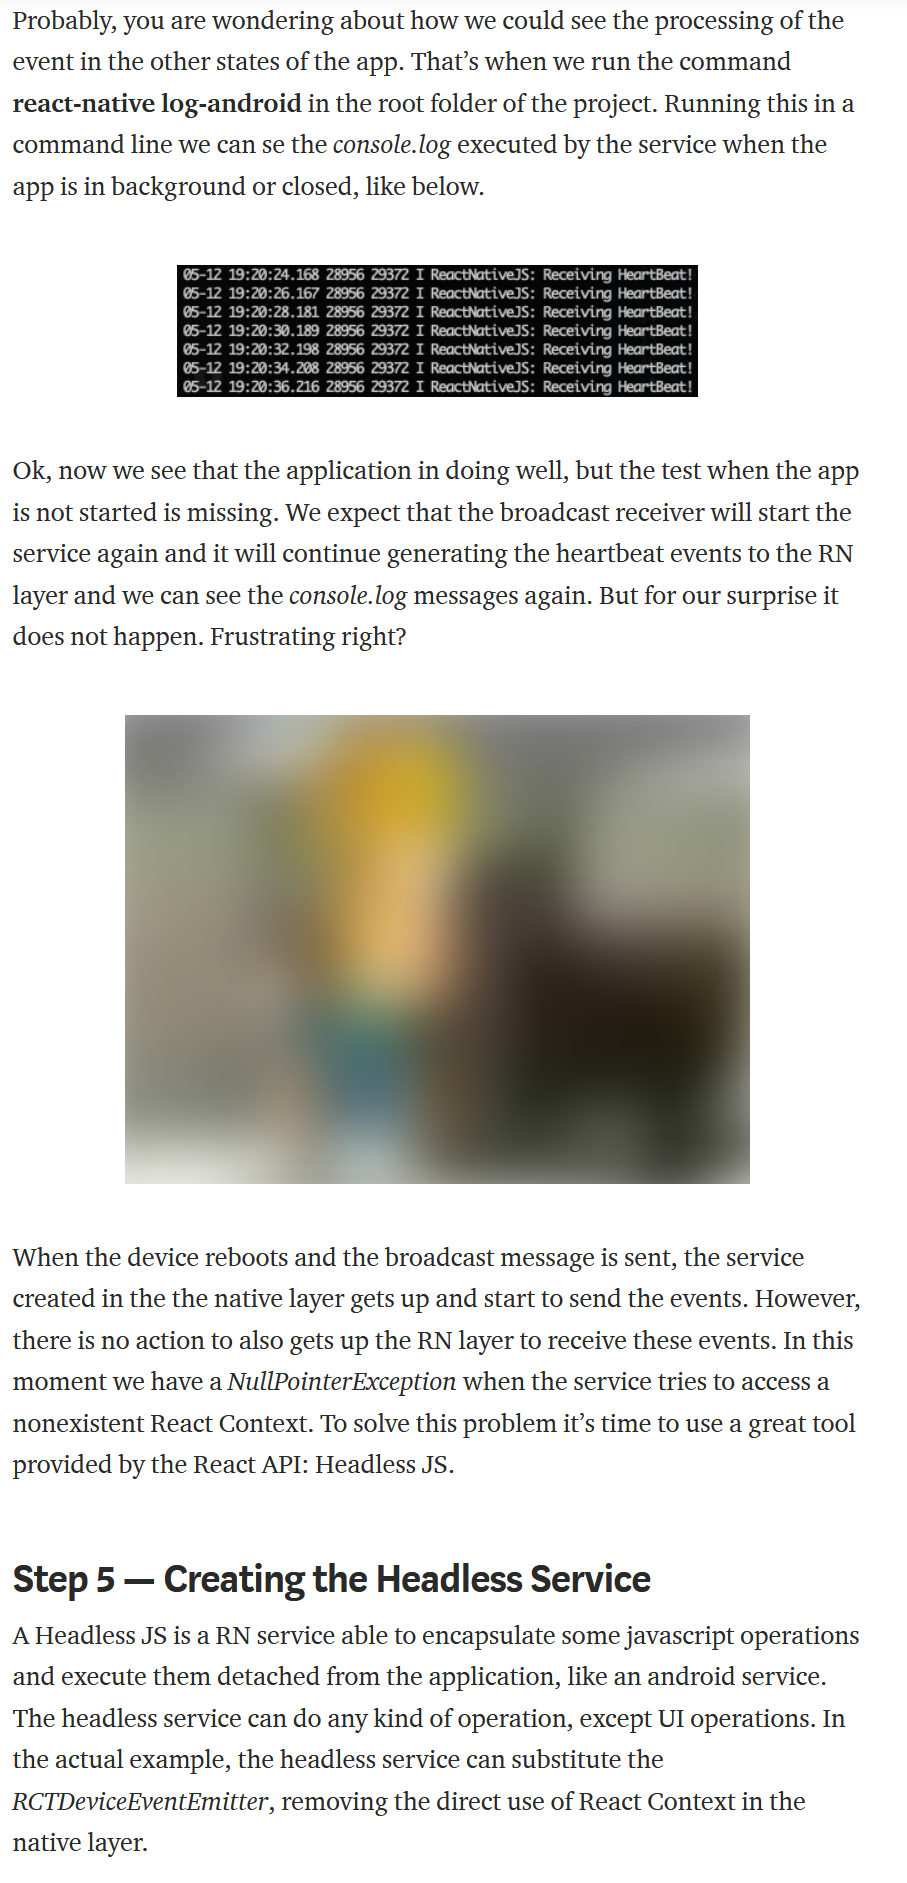 Probably, you are wondering about how we could see the processing of the
event in the other states of the app. That’s when we run the command
react-native log-android in the root folder of the project. Running this in a
command line we can se the console.log executed by the service when the
app is in background or closed, like below.
05-12 19:20:24.168 28956 29372 I ReactNativeJS: Receiving HeartBeat!
05-12 19:20:26.167 28956 29372 I ReactNativeJS: Receiving HeartBeat!
05-12 19:20:28.181 28956 29372 I ReactNativeJS: Receiving HeartBeat!
05-12 19:20:30.189 28956 29372 I ReactNativeJS: Receiving HeartBeat!
05-12 19:20:32.198 28956 29372 I ReactNativeJS: Receiving HeartBeat!
05-12 19:20:34.208 28956 29372 I ReactNativeJS: Receiving HeartBeat!
05-12 19:20:36.216 28956 29372 I ReactNativeJS: Receiving HeartBeat!
Ok, now we see that the application in doing well, but the test when the app
is not started is missing. We expect that the broadcast receiver will start the
service again and it will continue generating the heartbeat events to the RN
layer and we can see the console.log messages again. But for our surprise it
does not happen. Frustrating right?
When the device reboots and the broadcast message is sent, the service
created in the the native layer gets up and start to send the events. However,
there is no action to also gets up the RN layer to receive these events. In this
moment we have a NullPointerException when the service tries to access a
nonexistent React Context. To solve this problem it’s time to use a great tool
provided by the React API: Headless JS.
Step 5 — Creating the Headless Service
A Headless JS is a RN service able to encapsulate some javascript operations
and execute them detached from the application, like an android service.
The headless service can do any kind of operation, except UI operations. In
the actual example, the headless service can substitute the
RCTDeviceEventEmitter, removing the direct use of React Context in the
native layer.